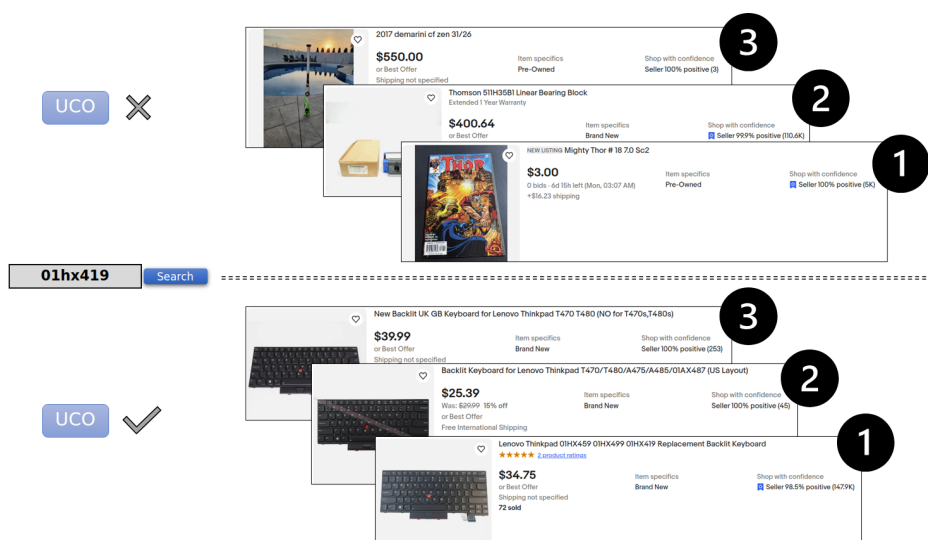 2017 demarini cf zen 31/26
$550.00
or Best Offer
Shipping not specified
Item specifics
Pre-Owned
Shop with confidence
Seller 100% positive (3)
3
Thomson 511H35B1 Linear Bearing Block
Extended 1 Year Warranty
$400.64
or Best Offer
Item specifics
Brand New
Shop with confidence
Seller 99.9% positive (110.6K)
2
UCO
NEW LISTING Mighty Thor # 18 7.0 Sc2
$3.00
0 bids · 6d 15h left (Mon, 03:07 AM)
+$16.23 shipping
Item specifics
Pre-Owned
Shop with confidence
Seller 100% positive (5K)
1
THOR
01hx419
Search
New Backlit UK GB Keyboard for Lenovo Thinkpad T470 T480 (NO for T470s,T480s)
$39.99
or Best Offer
Shipping not specified
Item specifics
Brand New
Shop with confidence
Seller 100% positive (253)
3
Backlit Keyboard for Lenovo Thinkpad T470/T480/A475/A485/01AX487 (US Layout)
$25.39
Was: $29.99 15% off
or Best Offer
Free International Shipping
Item specifics
Brand New
Shop with confidence
Seller 100% positive (45)
2
UCO
Lenovo Thinkpad 01HX459 01HX499 01HX419 Replacement Backlit Keyboard
2 product ratings
$34.75
or Best Offer
Shipping not specified
72 sold
Item specifics
Brand New
Shop with confidence
Seller 98.5% positive (147.9K)
1